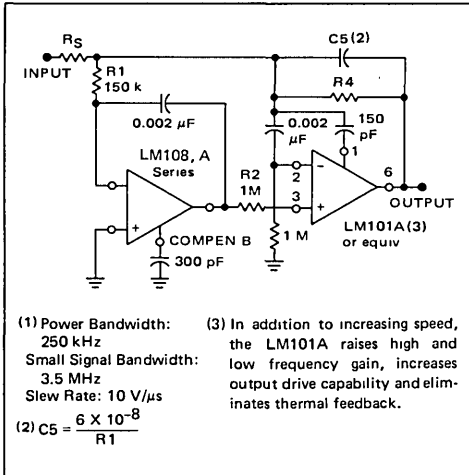 RS
INPUT
R1
150 k
0.002 μF
LM108, A
Series
−
+
COMPEN B
300 pF
R2
1M
C5(2)
R4
0.002
μF
150
pF
1
2
−
3
+
6
OUTPUT
LM101A(3)
or equiv
1 M
(1) Power Bandwidth:
250 kHz
Small Signal Bandwidth:
3.5 MHz
Slew Rate: 10 V/μs
(2) C5 = 6 X 10-8
R1
(3) In addition to increasing speed,
the LM101A raises high and
low frequency gain, increases
output drive capability and elim-
inates thermal feedback.